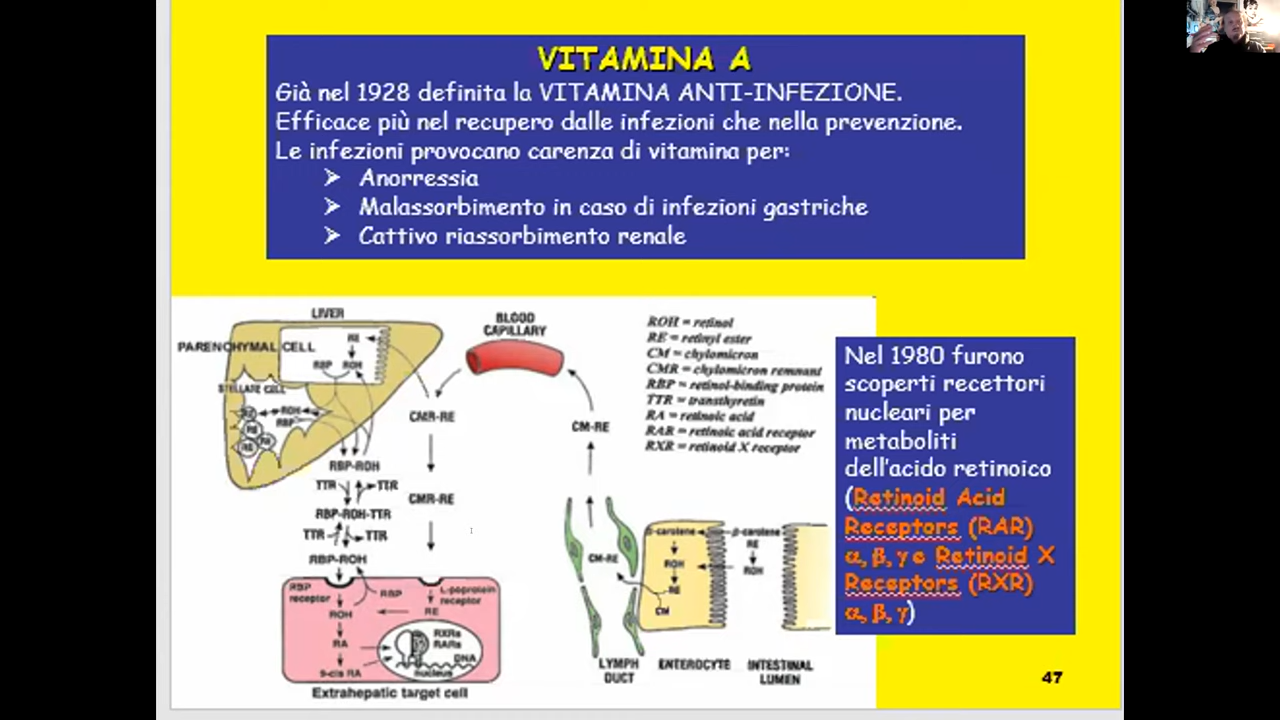 VITAMINA A
Già nel 1928 definita la VITAMINA ANTI-INFEZIONE.
Efficace più nel recupero dalle infezioni che nella prevenzione.
Le infezioni provocano carenza di vitamina per:
Anorressia
Malassorbimento in caso di infezioni gastriche
Cattivo riassorbimento renale
LIVER
PARENCHYMAL CELL
RE
RBP
ROH
STELLATE CELL
RE
ROH
RBP
RE
RE
RE
RBP-ROH
TTR
TTR
RBP-ROH-TTR
TTR
TTR
RBP-ROH
BLOOD
CAPILLARY
CMR-RE
CMR-RE
CM-RE
ROH = retinol
RE = retinyl ester
CM = chylomicron
CMR = chylomicron remnant
RBP = retinol-binding protein
TTR = transthyretin
RA = retinoic acid
RAR = retinoic acid receptor
RXR = retinoid X receptor
RBP
receptor
RBP
L-poprotein
receptor
ROH
RE
RA
9-cis RA
RXRs
RARs
DNA
nucleus
Extrahepatic target cell
CM-RE
β-carotene
β-carotene
RE
ROH
ROH
RE
CM
LYMPH
DUCT
ENTEROCYTE
INTESTINAL
LUMEN
Nel 1980 furono
scoperti recettori
nucleari per
metaboliti
dell'acido retinoico
(Retinoid Acid
Receptors (RAR)
α, β, γ e Retinoid X
Receptors (RXR)
α, β, γ)
47